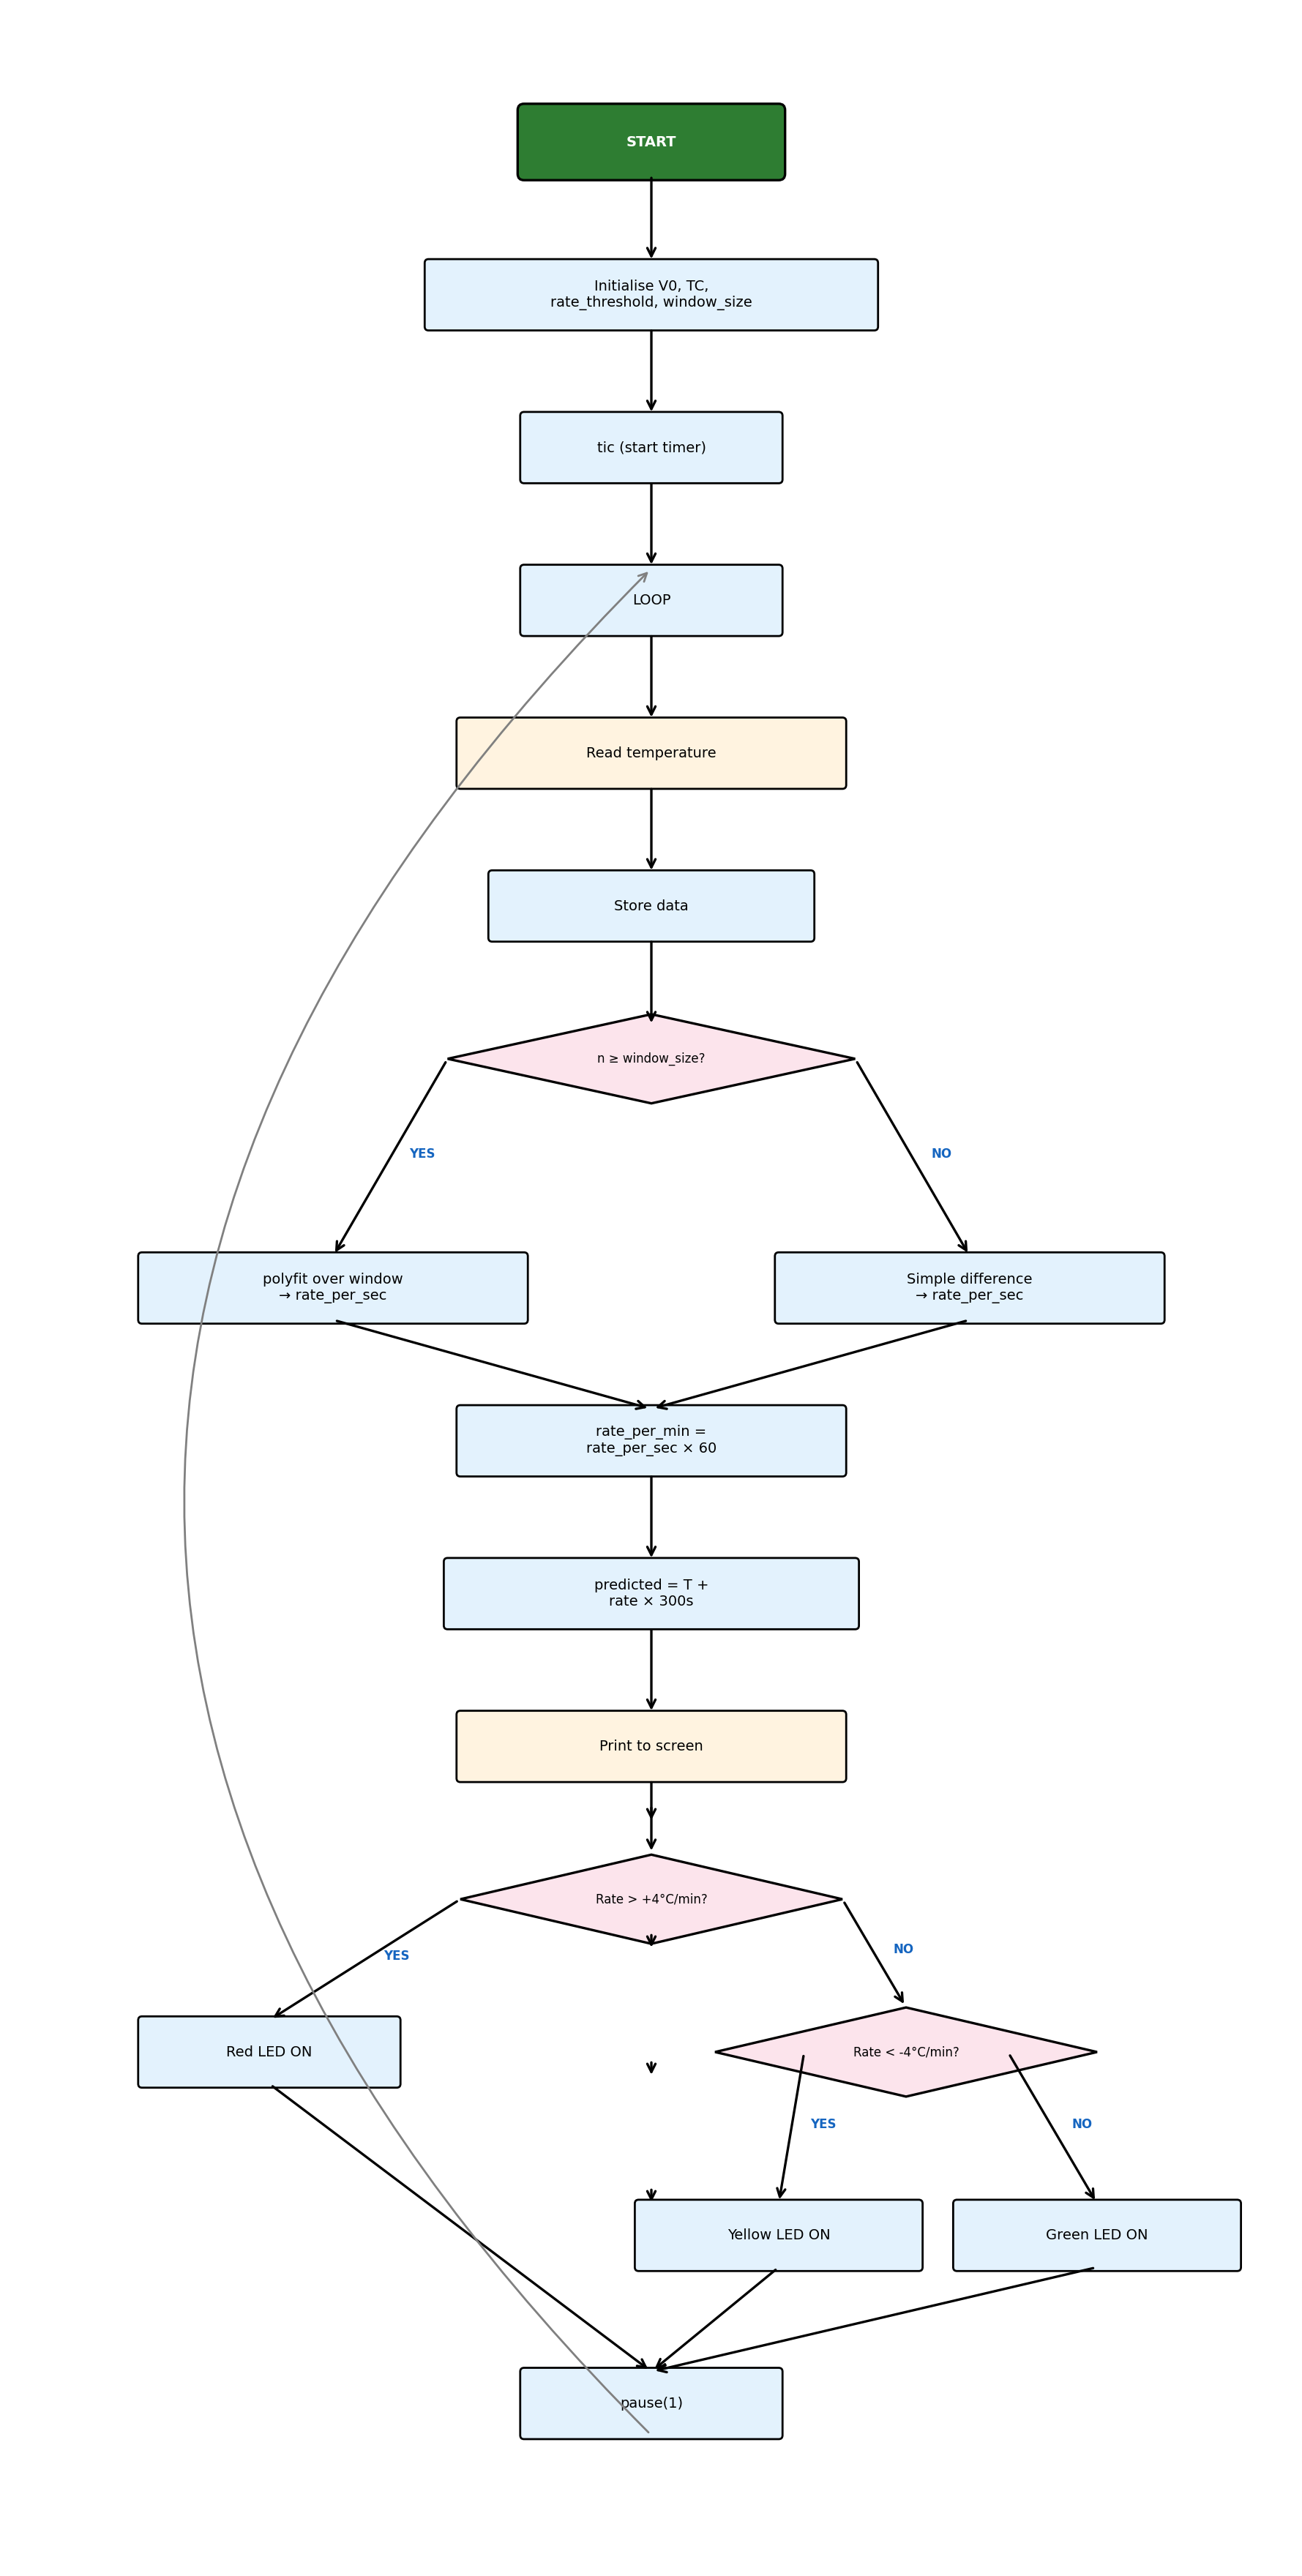 START
Initialise V0, TC,
rate_threshold, window_size
tic (start timer)
LOOP
Read temperature
Store data
n ≥ window_size?
YES
NO
polyfit over window
→ rate_per_sec
Simple difference
→ rate_per_sec
rate_per_min =
rate_per_sec × 60
predicted = T +
rate × 300s
Print to screen
Rate > +4°C/min?
YES
NO
Red LED ON
Rate < -4°C/min?
YES
NO
Yellow LED ON
Green LED ON
pause(1)